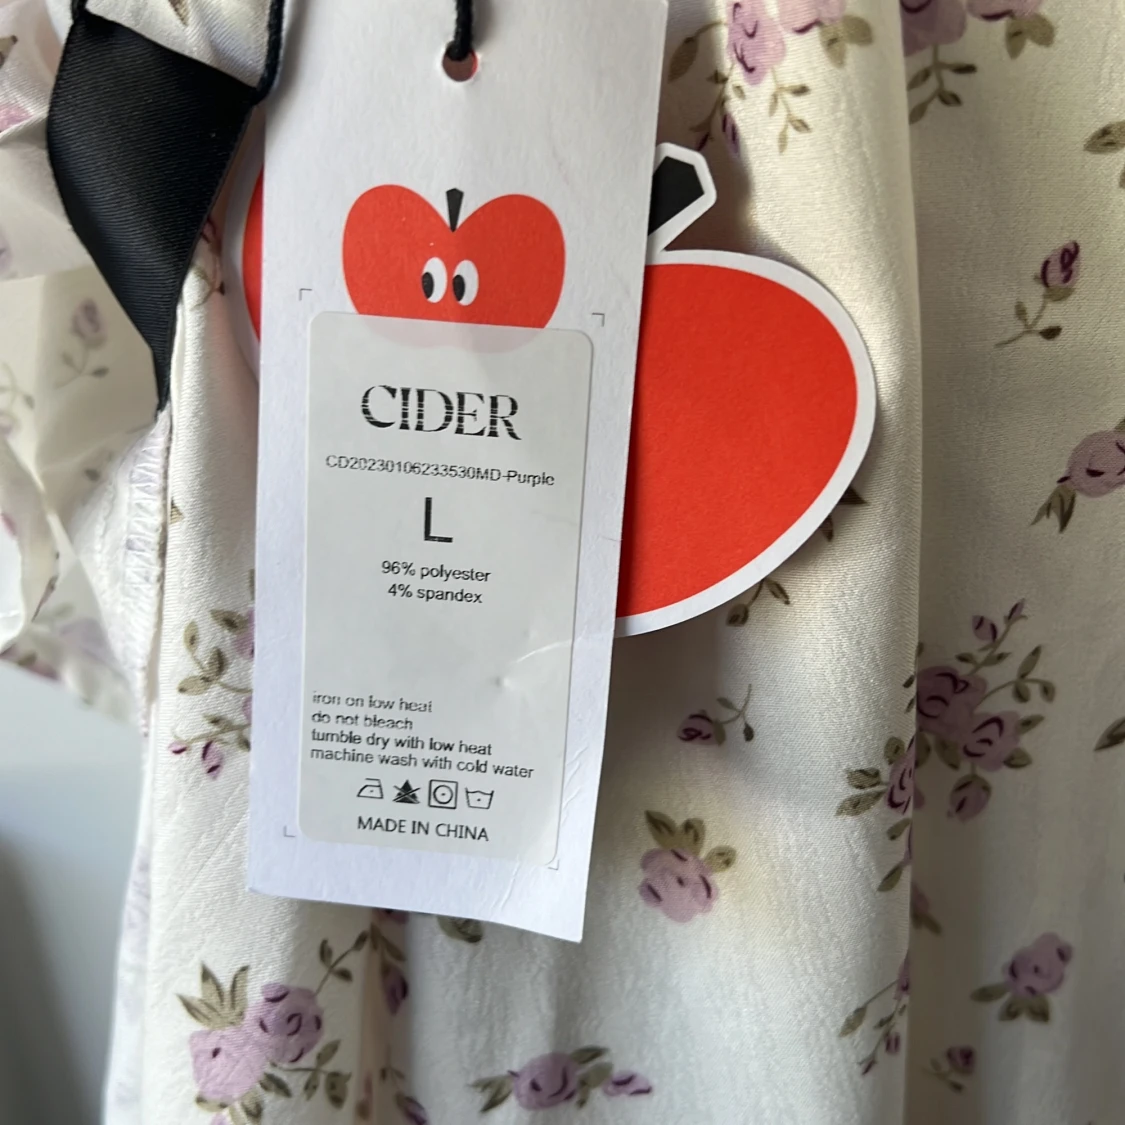 CIDER
CD20230106233530MD-Purple
L
96% polyester
4% spandex
iron on low heat
do not bleach
tumble dry with low heat
machine wash with cold water
MADE IN CHINA